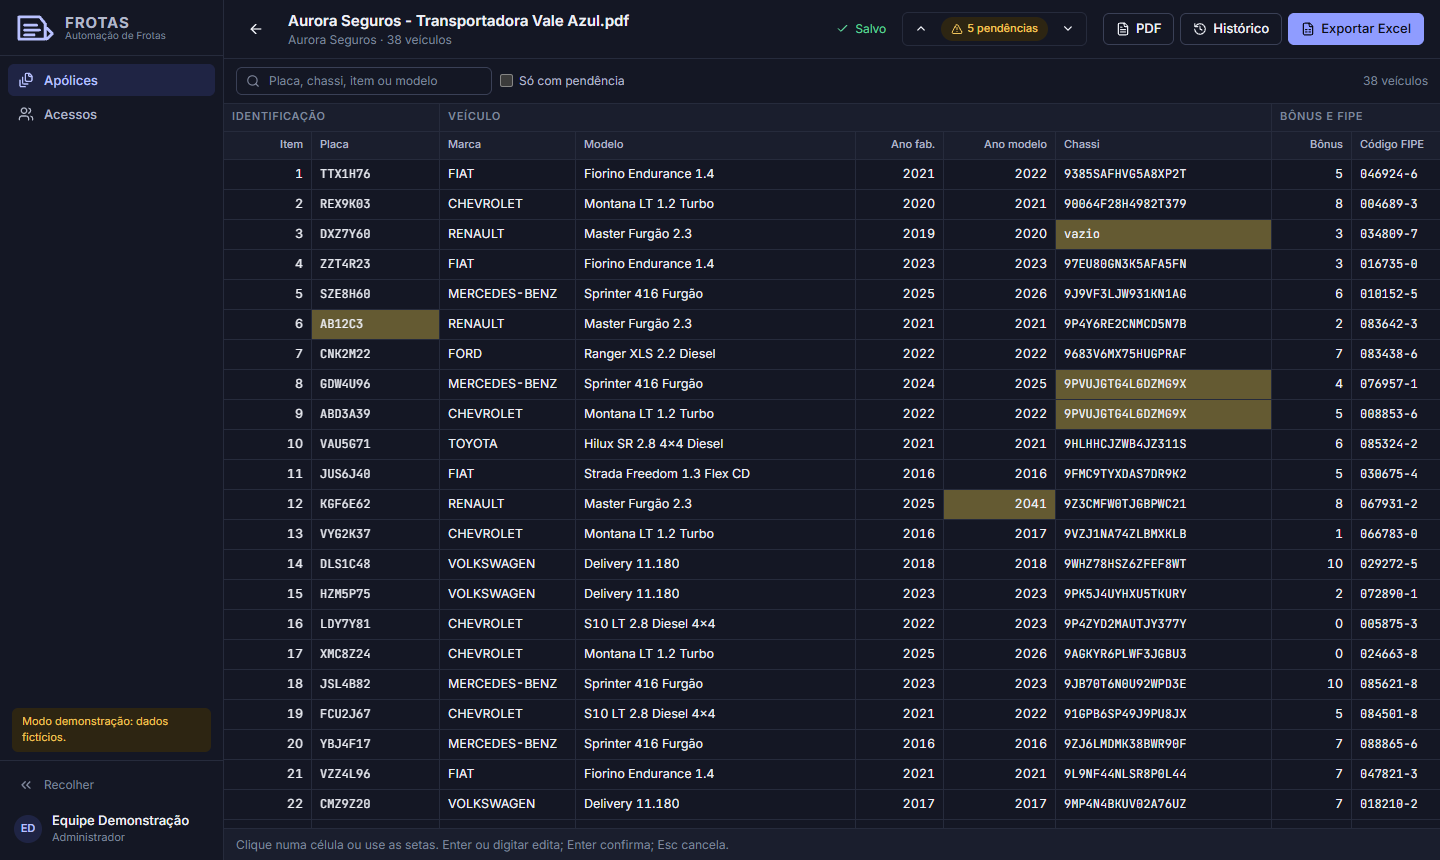 FROTAS
Automação de Frotas
Apólices
Acessos
Modo demonstração: dados
fictícios.
Recolher
ED
Equipe Demonstração
Administrador
Aurora Seguros - Transportadora Vale Azul.pdf
Aurora Seguros · 38 veículos
Salvo
5 pendências
PDF
Histórico
Exportar Excel
Placa, chassi, item ou modelo
Só com pendência
38 veículos
IDENTIFICAÇÃO VEÍCULO BÔNUS E FIPE
Item Placa Marca Modelo Ano fab. Ano modelo Chassi Bônus Código FIPE
1 TTX1H76 FIAT Fiorino Endurance 1.4 2021 2022 9385SAFHVG5A8XP2T 5 046924-6
2 REX9K03 CHEVROLET Montana LT 1.2 Turbo 2020 2021 90064F28H4982T379 8 004689-3
3 DXZ7Y60 RENAULT Master Furgão 2.3 2019 2020 vazio 3 034809-7
4 ZZT4R23 FIAT Fiorino Endurance 1.4 2023 2023 97EU80GN3K5AFA5FN 3 016735-0
5 SZE8H60 MERCEDES-BENZ Sprinter 416 Furgão 2025 2026 9J9VF3LJW931KN1AG 6 010152-5
6 AB12C3 RENAULT Master Furgão 2.3 2021 2021 9P4Y6RE2CNMCD5N7B 2 083642-3
7 CNK2M22 FORD Ranger XLS 2.2 Diesel 2022 2022 9683V6MX75HUGPRAF 7 083438-6
8 GDW4U96 MERCEDES-BENZ Sprinter 416 Furgão 2024 2025 9PVUJGTG4LGDZMG9X 4 076957-1
9 ABD3A39 CHEVROLET Montana LT 1.2 Turbo 2022 2022 9PVUJGTG4LGDZMG9X 5 008853-6
10 VAU5G71 TOYOTA Hilux SR 2.8 4×4 Diesel 2021 2021 9HLHHCJZWB4JZ311S 6 085324-2
11 JUS6J40 FIAT Strada Freedom 1.3 Flex CD 2016 2016 9FMC9TYXDAS7DR9K2 5 030675-4
12 KGF6E62 RENAULT Master Furgão 2.3 2025 2041 9Z3CMFW0TJGBPWC21 8 067931-2
13 VYG2K37 CHEVROLET Montana LT 1.2 Turbo 2016 2017 9VZJ1NA74ZLBMXKLB 1 066783-0
14 DLS1C48 VOLKSWAGEN Delivery 11.180 2018 2018 9WHZ78HSZ6ZFEF8WT 10 029272-5
15 HZM5P75 VOLKSWAGEN Delivery 11.180 2023 2023 9PK5J4UYHXU5TKURY 2 072890-1
16 LDY7Y81 CHEVROLET S10 LT 2.8 Diesel 4×4 2022 2023 9P4ZYD2MAUTJY377Y 0 005875-3
17 XMC8Z24 CHEVROLET Montana LT 1.2 Turbo 2025 2026 9AGKYR6PLWF3JGBU3 0 024663-8
18 JSL4B82 MERCEDES-BENZ Sprinter 416 Furgão 2023 2023 9JB70T6N0U92WPD3E 10 085621-8
19 FCU2J67 CHEVROLET S10 LT 2.8 Diesel 4×4 2021 2022 91GPB6SP49J9PU8JX 5 084501-8
20 YBJ4F17 MERCEDES-BENZ Sprinter 416 Furgão 2016 2016 9ZJ6LMDMK38BWR90F 7 088865-6
21 VZZ4L96 FIAT Fiorino Endurance 1.4 2021 2021 9L9NF44NLSR8P0L44 7 047821-3
22 CMZ9Z20 VOLKSWAGEN Delivery 11.180 2017 2017 9MP4N4BKUV02A76UZ 7 018210-2
Clique numa célula ou use as setas. Enter ou digitar edita; Enter confirma; Esc cancela.